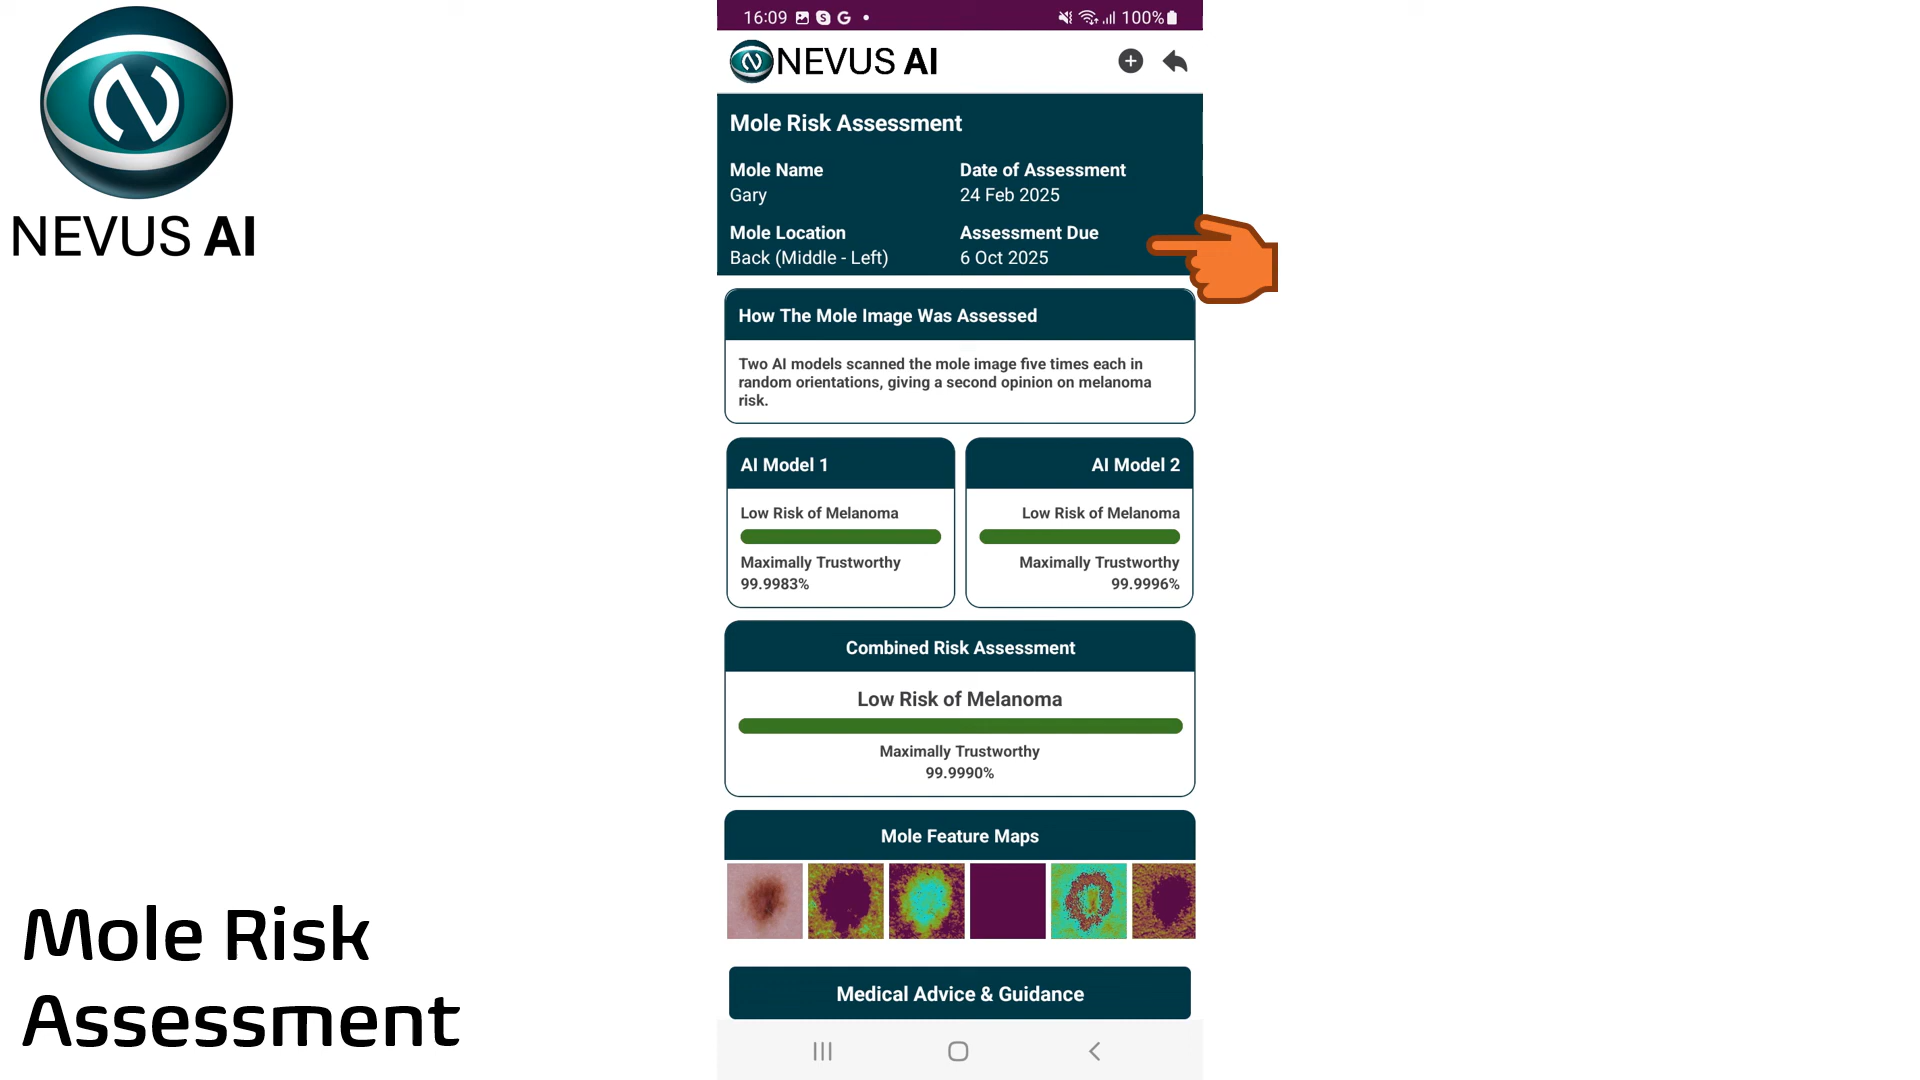 NEVUS AI
16:09
100%
NEVUS AI
Mole Risk Assessment
Mole Name
Gary
Date of Assessment
24 Feb 2025
Mole Location
Back (Middle - Left)
Assessment Due
6 Oct 2025
How The Mole Image Was Assessed
Two AI models scanned the mole image five times each in
random orientations, giving a second opinion on melanoma
risk.
AI Model 1
Low Risk of Melanoma
Maximally Trustworthy
99.9983%
AI Model 2
Low Risk of Melanoma
Maximally Trustworthy
99.9996%
Combined Risk Assessment
Low Risk of Melanoma
Maximally Trustworthy
99.9990%
Mole Feature Maps
Medical Advice & Guidance
Mole Risk
Assessment